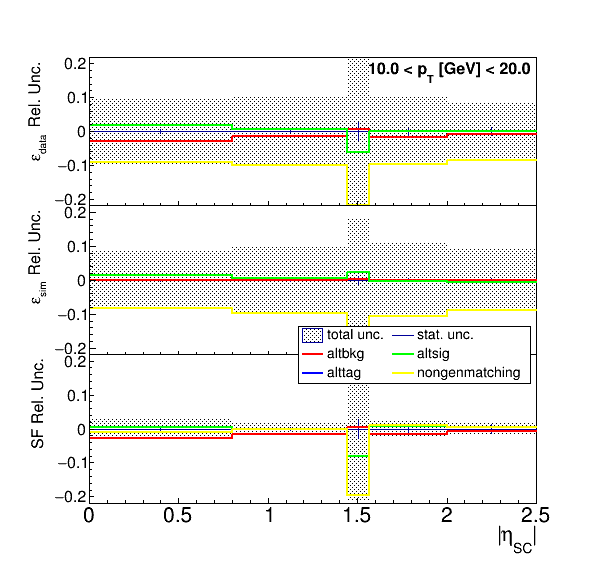 10.0 < p_T [GeV] < 20.0
ε_data Rel. Unc.
0.2
0.1
0
−0.1
−0.2
ε_sim Rel. Unc.
0.2
0.1
0
−0.1
−0.2
total unc. stat. unc.
altbkg altsig
alttag nongenmatching
SF Rel. Unc.
0.2
0.1
0
−0.1
−0.2
0 0.5 1 1.5 2 2.5
|η_SC|